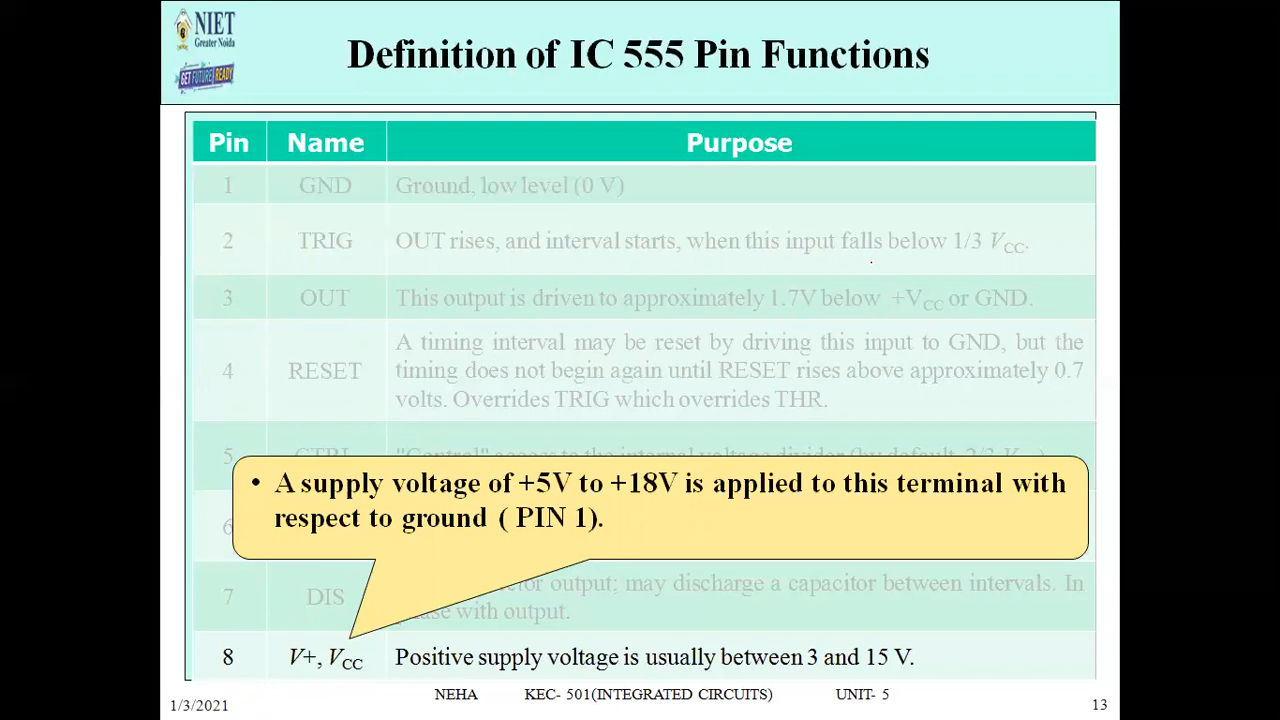 NIET
Greater Noida
GET FUTURE READY
Definition of IC 555 Pin Functions
Pin Name Purpose
1 GND Ground, low level (0 V)
2 TRIG OUT rises, and interval starts, when this input falls below 1/3 VCC.
3 OUT This output is driven to approximately 1.7V below +VCC or GND.
4 RESET A timing interval may be reset by driving this input to GND, but the
timing does not begin again until RESET rises above approximately 0.7
volts. Overrides TRIG which overrides THR.
5
• A supply voltage of +5V to +18V is applied to this terminal with
respect to ground ( PIN 1).
6
7 DIS output; may discharge a capacitor between intervals. In
with output.
8 V+, VCC Positive supply voltage is usually between 3 and 15 V.
NEHA KEC- 501(INTEGRATED CIRCUITS) UNIT- 5
1/3/2021 13